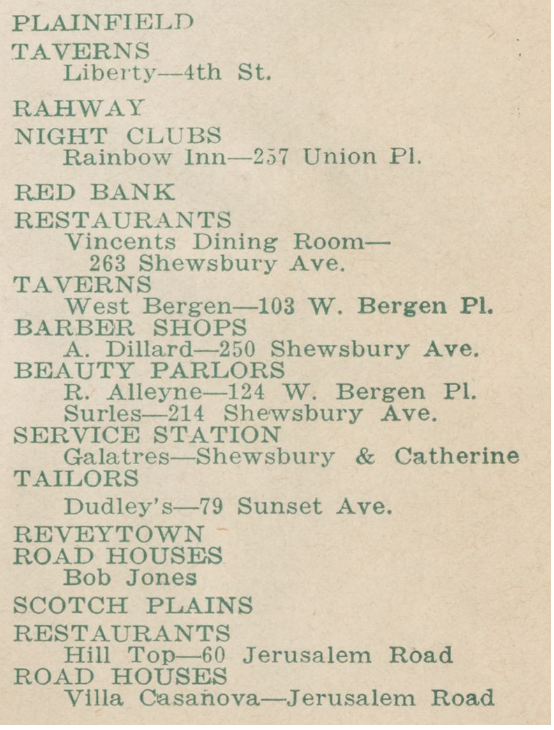 PLAINFIELD
TAVERNS
Liberty—4th St.
RAHWAY
NIGHT CLUBS
Rainbow Inn—257 Union Pl.
RED BANK
RESTAURANTS
Vincents Dining Room—
263 Shewsbury Ave.
TAVERNS
West Bergen—103 W. Bergen Pl.
BARBER SHOPS
A. Dillard—250 Shewsbury Ave.
BEAUTY PARLORS
R. Alleyne—124 W. Bergen Pl.
Surles—214 Shewsbury Ave.
SERVICE STATION
Galatres—Shewsbury & Catherine
TAILORS
Dudley's—79 Sunset Ave.
REVEYTOWN
ROAD HOUSES
Bob Jones
SCOTCH PLAINS
RESTAURANTS
Hill Top—60 Jerusalem Road
ROAD HOUSES
Villa Casanova—Jerusalem Road